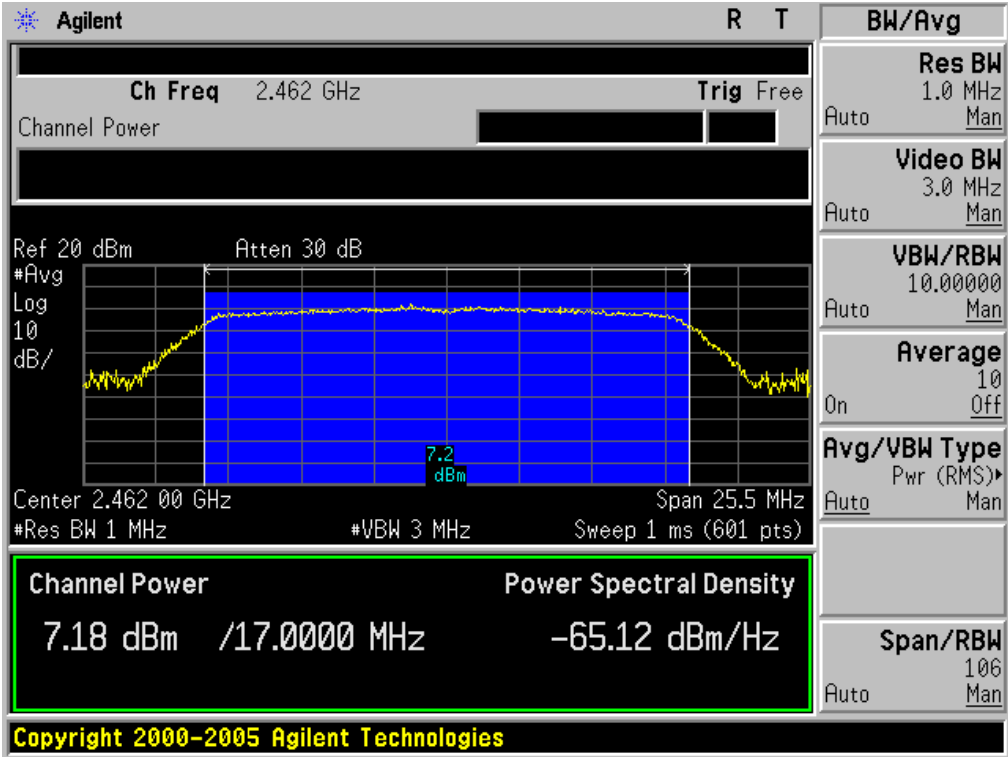 Agilent R T BW/Avg
Ch Freq 2.462 GHz Trig Free
Channel Power
Res BW
1.0 MHz
Auto Man
Video BW
3.0 MHz
Auto Man
VBW/RBW
10.00000
Auto Man
Average
10
On Off
Avg/VBW Type
Pwr (RMS)▸
Auto Man
Span/RBW
106
Auto Man
Ref 20 dBm Atten 30 dB
#Avg
Log
10
dB/
7.2
dBm
Center 2.462 00 GHz Span 25.5 MHz
#Res BW 1 MHz #VBW 3 MHz Sweep 1 ms (601 pts)
Channel Power Power Spectral Density
7.18 dBm /17.0000 MHz -65.12 dBm/Hz
Copyright 2000-2005 Agilent Technologies